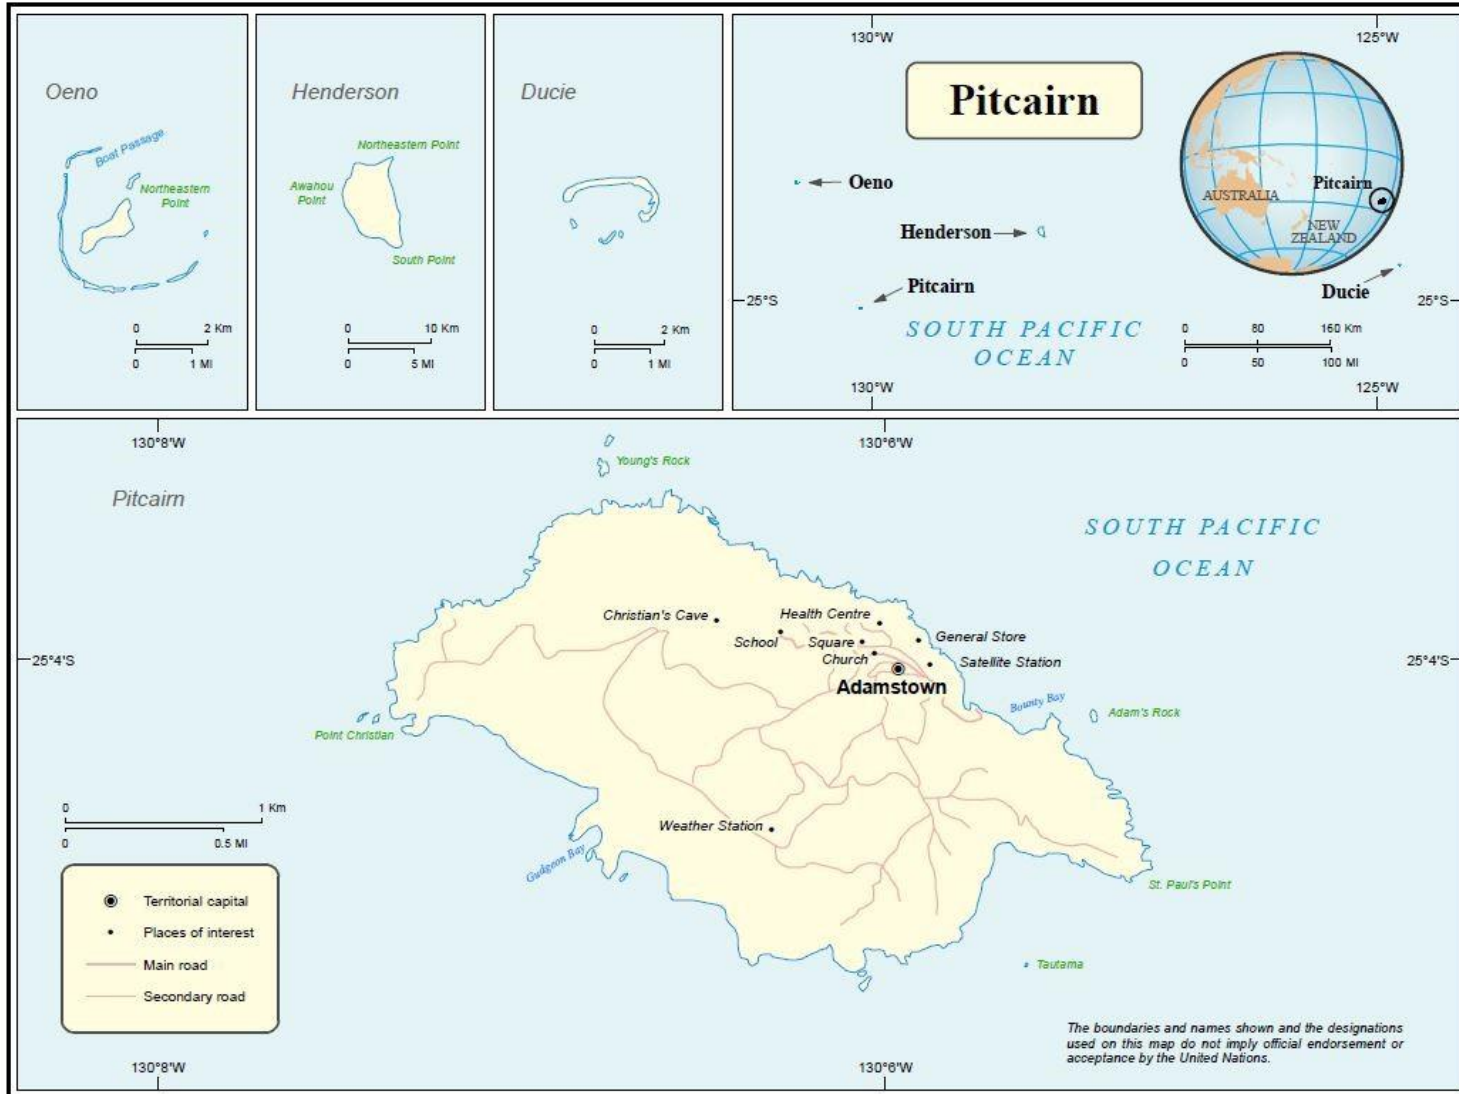 Oeno
Boat Passage
Northeastern
Point
0 2 Km
0 1 MI
Henderson
Northeastern Point
Awahou
Point
South Point
0 10 Km
0 5 MI
Ducie
0 2 Km
0 1 MI
130°W 125°W
Pitcairn
Oeno
Henderson
Pitcairn
25°S
SOUTH PACIFIC
OCEAN
AUSTRALIA
Pitcairn
NEW
ZEALAND
Ducie
25°S
0 80 160 Km
0 50 100 MI
130°W 125°W
130°8'W 130°6'W
Young's Rock
Pitcairn
SOUTH PACIFIC
OCEAN
Christian's Cave
Health Centre
School
Square
General Store
Church
Satellite Station
25°4'S 25°4'S
Adamstown
Bounty Bay
Adam's Rock
Point Christian
0 1 Km
0 0.5 MI
Weather Station
Gudgeon Bay
St. Paul's Point
Tautama
Territorial capital
Places of interest
Main road
Secondary road
The boundaries and names shown and the designations
used on this map do not imply official endorsement or
acceptance by the United Nations.
130°8'W 130°6'W